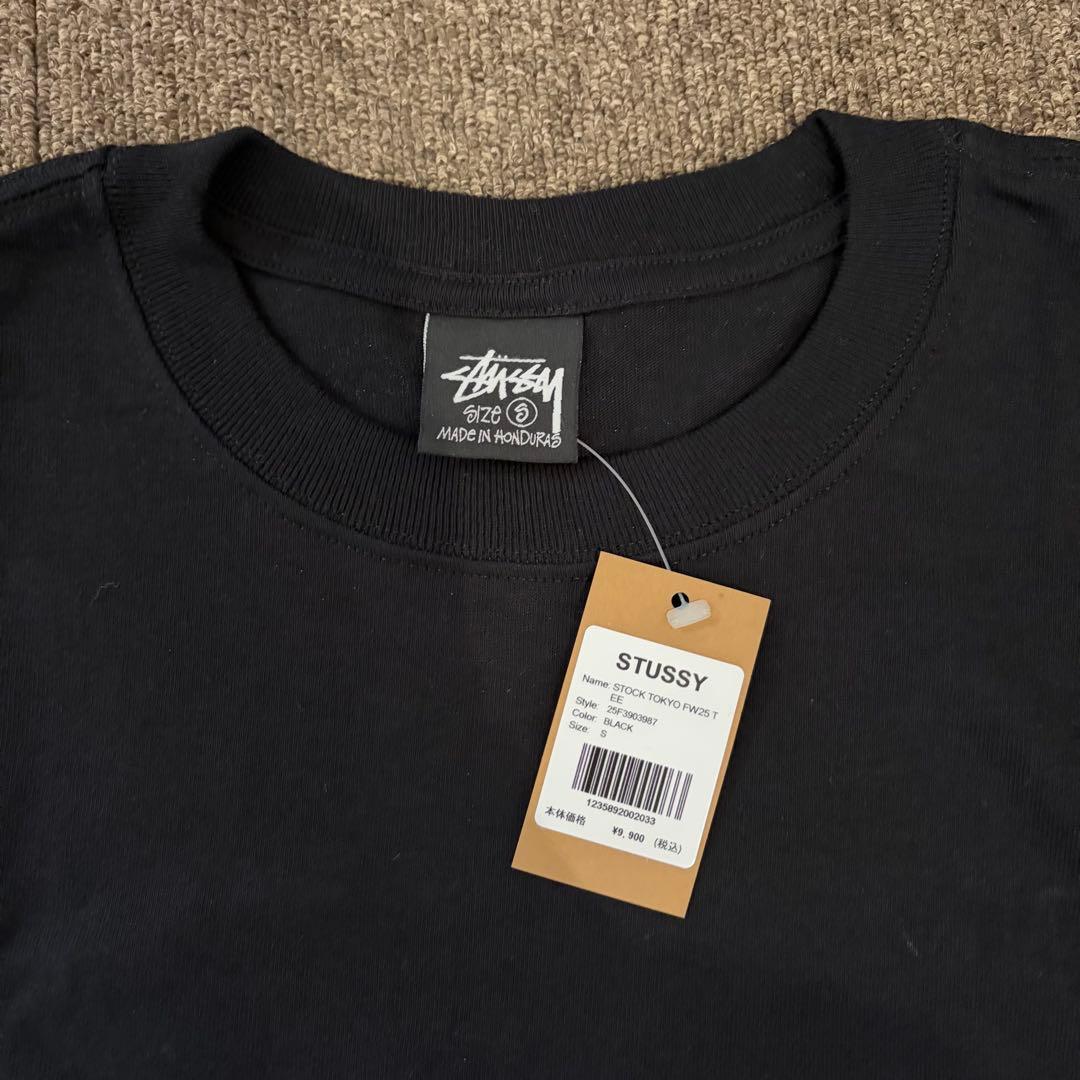 STÜSSY
SIZE S
MADE IN HONDURAS
STUSSY
Name: STOCK TOKYO FW25 T
EE
Style: 25F3903987
Color: BLACK
Size: S
1235892002033
本体価格 ¥9,900 (税込)